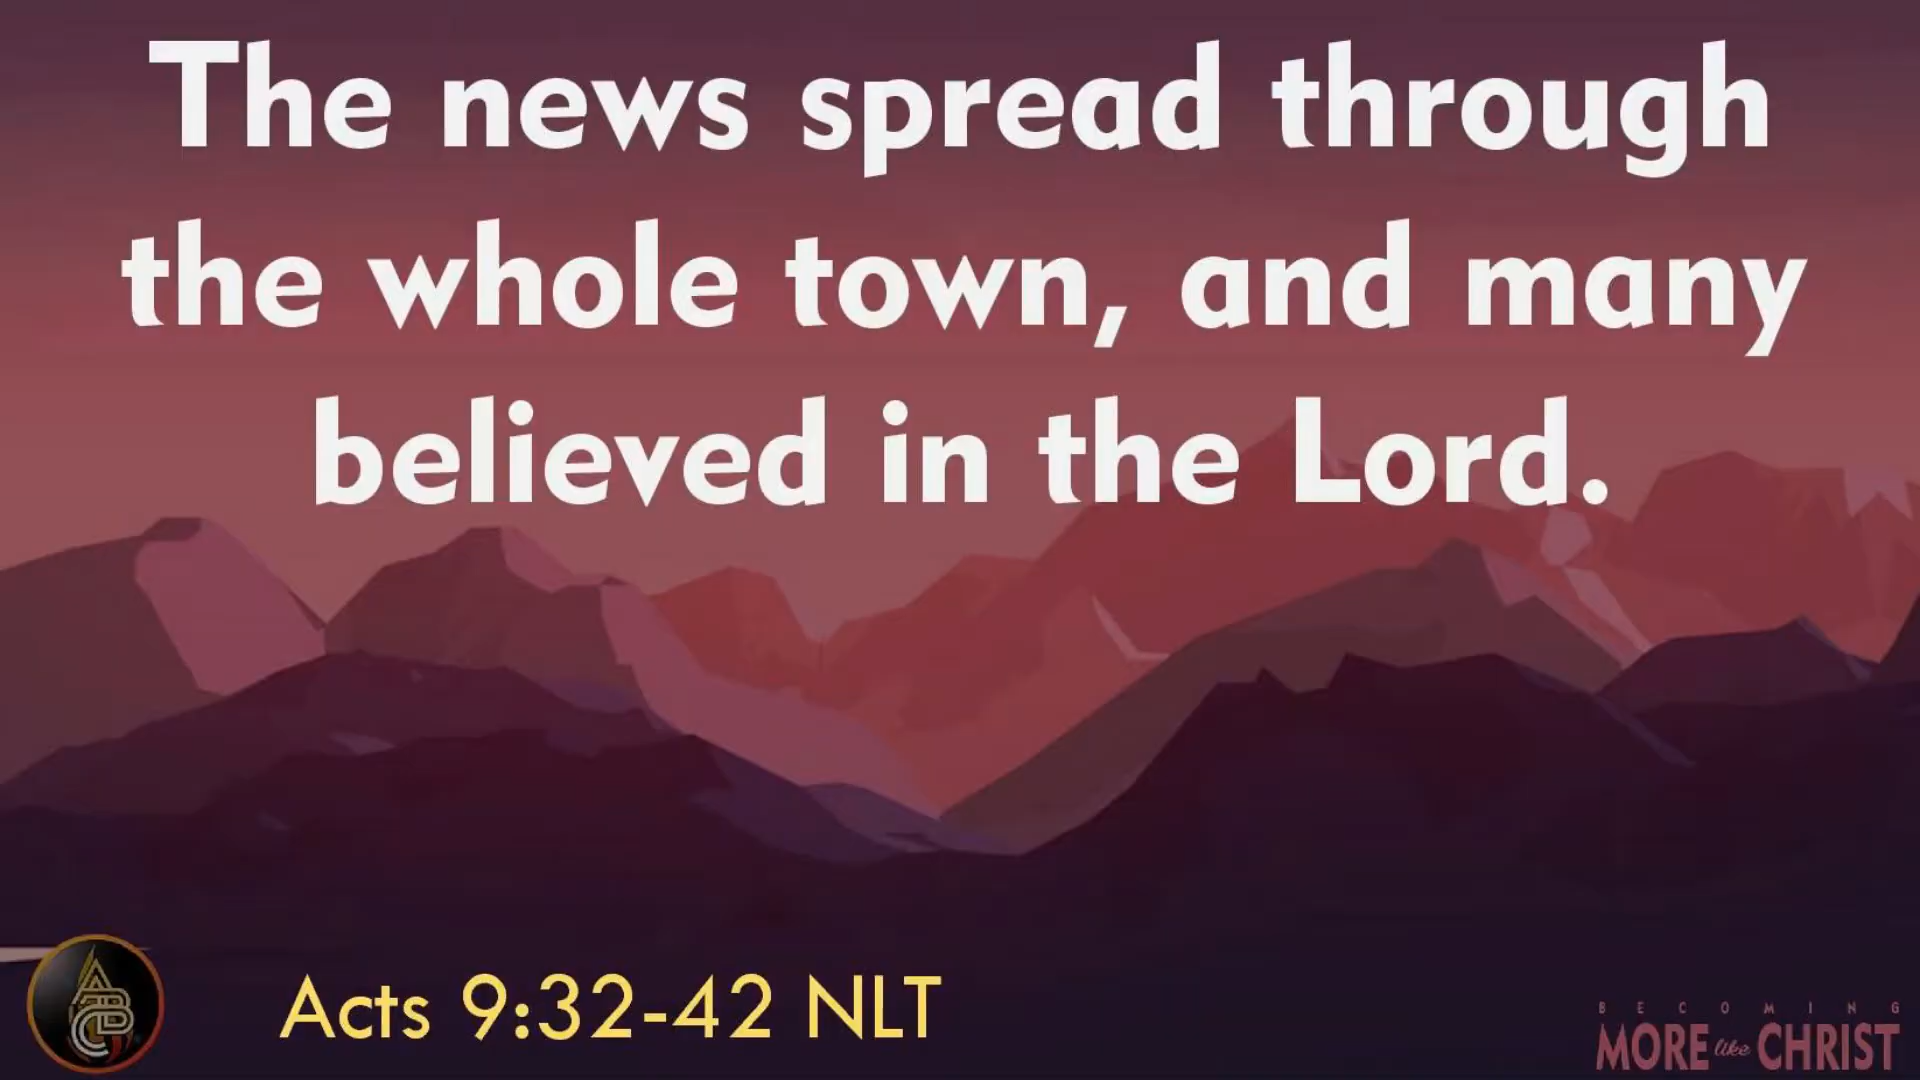 The news spread through
the whole town, and many
believed in the Lord.
Acts 9:32-42 NLT
BECOMING
MORE like CHRIST
ABC